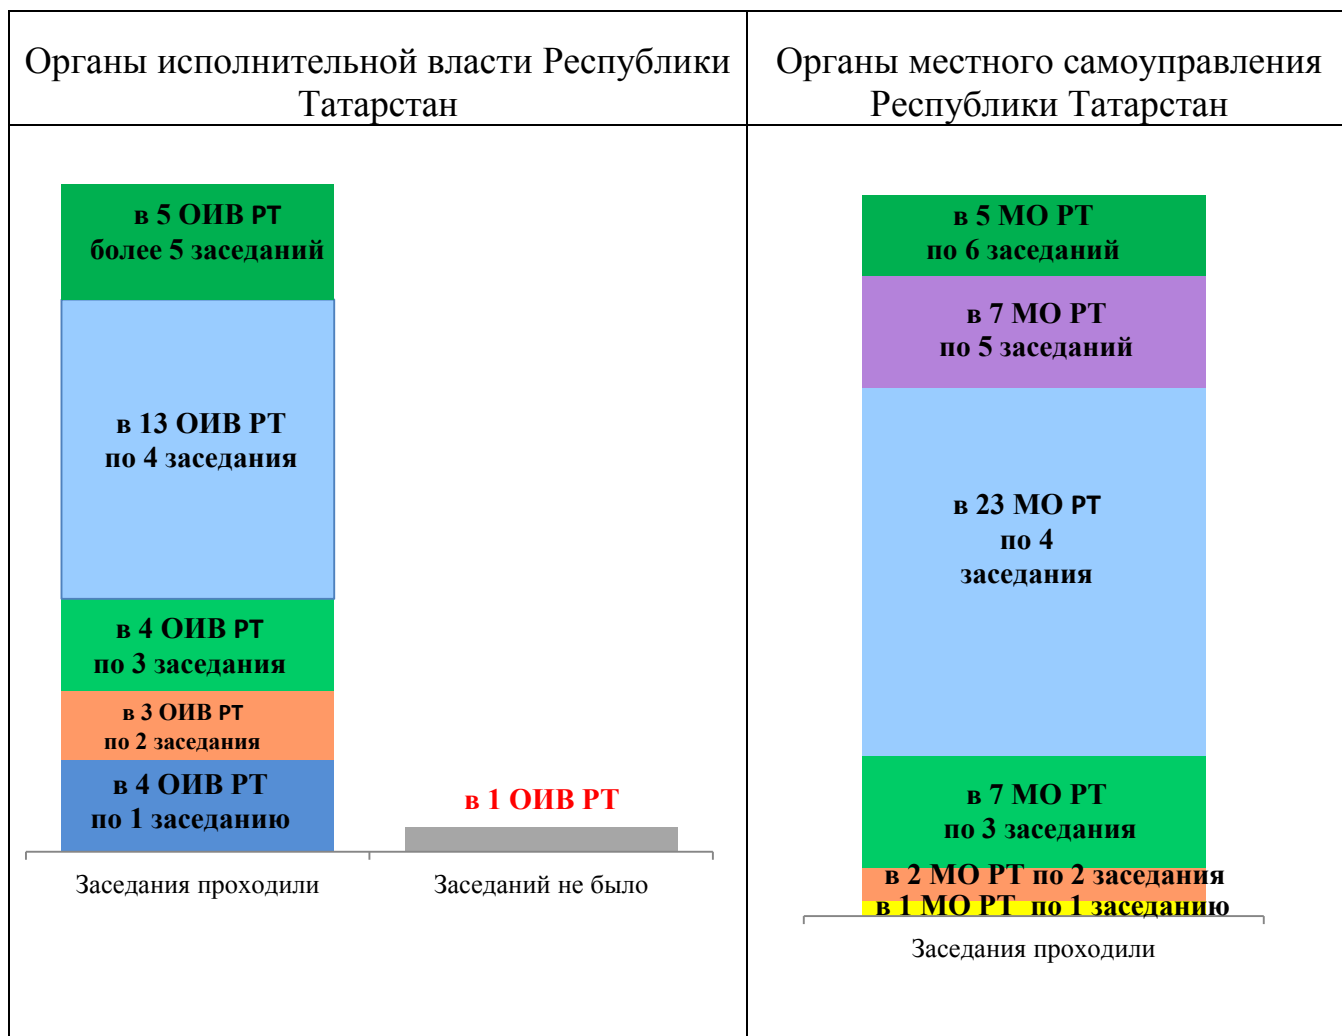 Органы исполнительной власти Республики
Татарстан
Органы местного самоуправления
Республики Татарстан
в 5 ОИВ РТ
более 5 заседаний
в 13 ОИВ РТ
по 4 заседания
в 4 ОИВ РТ
по 3 заседания
в 3 ОИВ РТ
по 2 заседания
в 4 ОИВ РТ
по 1 заседанию
в 1 ОИВ РТ
Заседания проходили
Заседаний не было
в 5 МО РТ
по 6 заседаний
в 7 МО РТ
по 5 заседаний
в 23 МО РТ
по 4
заседания
в 7 МО РТ
по 3 заседания
в 2 МО РТ по 2 заседания
в 1 МО РТ по 1 заседанию
Заседания проходили